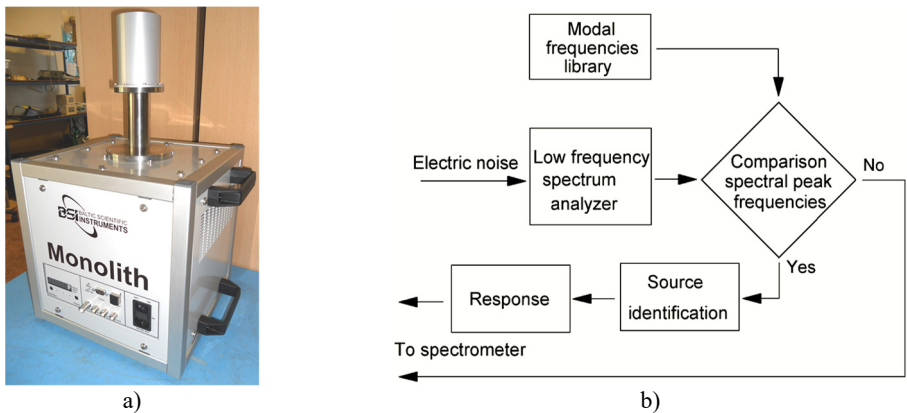 BSI BALTIC SCIENTIFIC
INSTRUMENTS
Monolith
a)
Modal
frequencies
library
Electric noise
Low frequency
spectrum
analyzer
Comparison
spectral peak
frequencies
No
Yes
Source
identification
Response
To spectrometer
b)